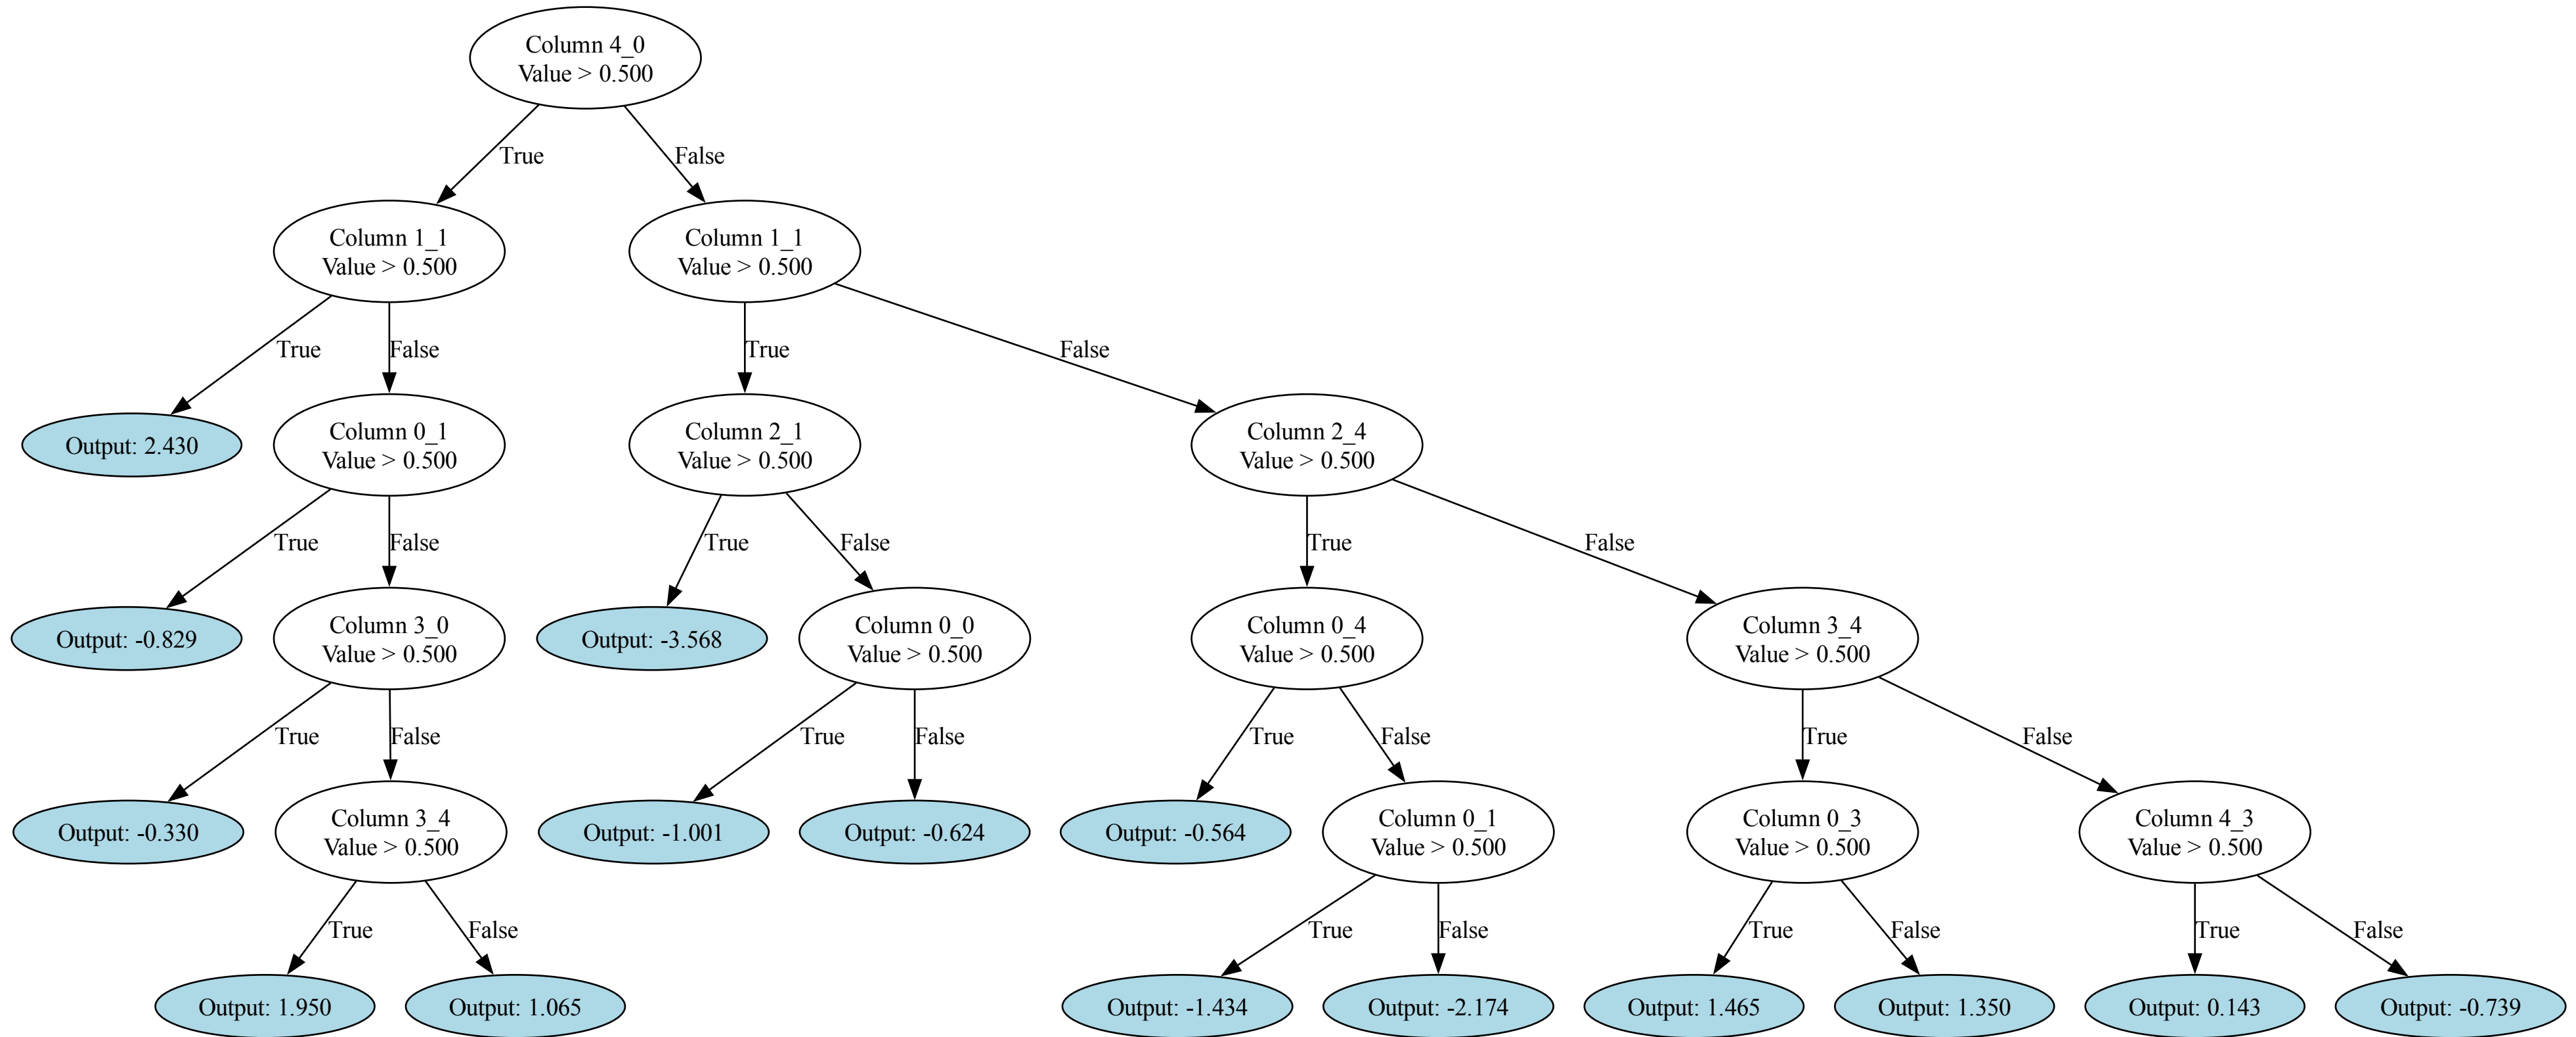 Column 4_0
Value > 0.500
True
False
Column 1_1
Value > 0.500
Column 1_1
Value > 0.500
True
False
True
False
Output: 2.430
Column 0_1
Value > 0.500
Column 2_1
Value > 0.500
Column 2_4
Value > 0.500
True
False
True
False
True
False
Output: -0.829
Column 3_0
Value > 0.500
Output: -3.568
Column 0_0
Value > 0.500
Column 0_4
Value > 0.500
Column 3_4
Value > 0.500
True
False
True
False
True
False
True
False
Output: -0.330
Column 3_4
Value > 0.500
Output: -1.001
Output: -0.624
Output: -0.564
Column 0_1
Value > 0.500
Column 0_3
Value > 0.500
Column 4_3
Value > 0.500
True
False
True
False
True
False
True
False
Output: 1.950
Output: 1.065
Output: -1.434
Output: -2.174
Output: 1.465
Output: 1.350
Output: 0.143
Output: -0.739